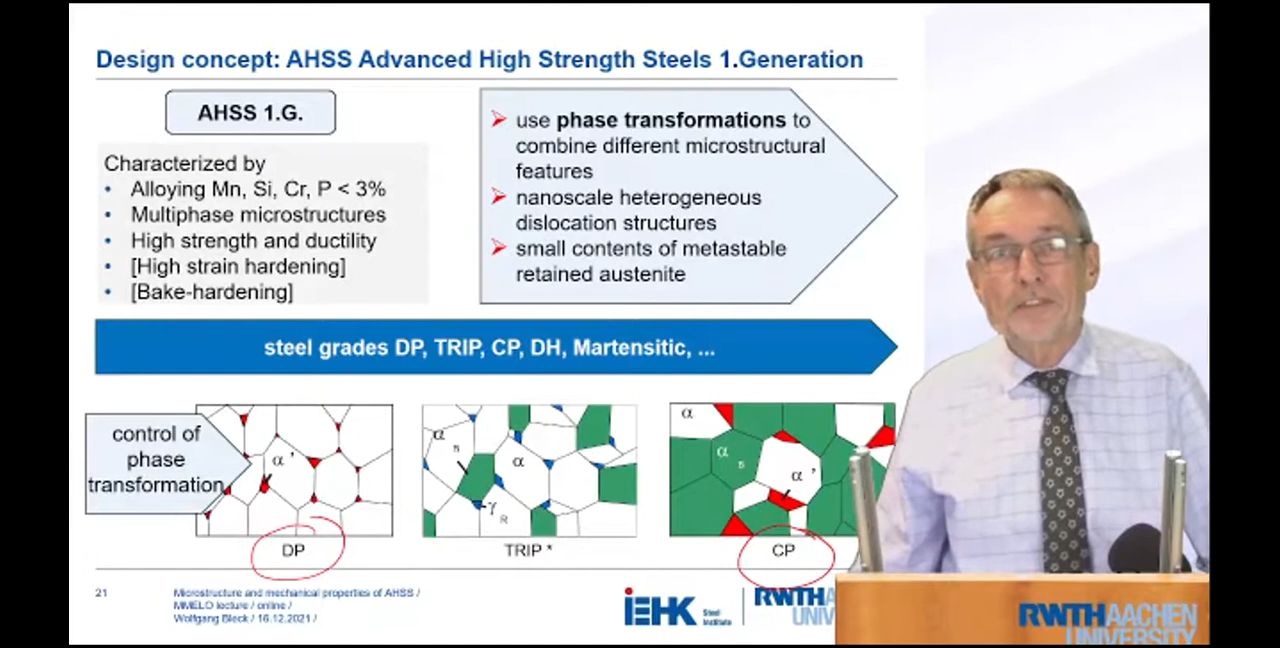 Design concept: AHSS Advanced High Strength Steels 1.Generation
AHSS 1.G.
Characterized by
• Alloying Mn, Si, Cr, P < 3%
• Multiphase microstructures
• High strength and ductility
• [High strain hardening]
• [Bake-hardening]
use phase transformations to
combine different microstructural
features
nanoscale heterogeneous
dislocation structures
small contents of metastable
retained austenite
steel grades DP, TRIP, CP, DH, Martensitic, ...
control of
phase
transformation
α ’
DP
α B
α
γ R
TRIP *
α
α B
α ’
CP
21
Microstructure and mechanical properties of AHSS /
MMELO lecture / online /
Wolfgang Bleck / 16.12.2021 /
iEHK
Steel
Institute
RWTHA
UNIV
RWTHAACHEN
UNIVERSITY